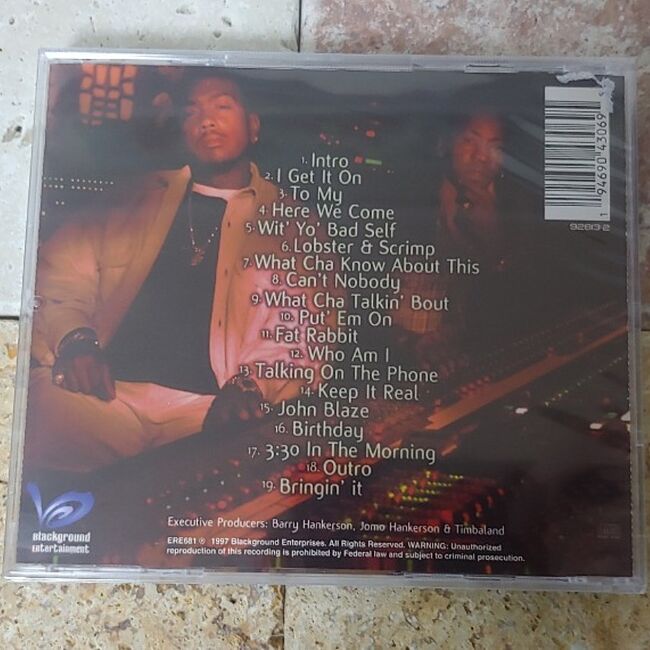 1. Intro
2. I Get It On
3. To My
4. Here We Come
5. Wit' Yo' Bad Self
6. Lobster & Scrimp
7. What Cha Know About This
8. Can't Nobody
9. What Cha Talkin' Bout
10. Put' Em On
11. Fat Rabbit
12. Who Am I
13. Talking On The Phone
14. Keep It Real
15. John Blaze
16. Birthday
17. 3:30 In The Morning
18. Outro
19. Bringin' it
Executive Producers: Barry Hankerson, Jomo Hankerson & Timbaland
ERE681 ℗ 1997 Blackground Enterprises. All Rights Reserved. WARNING: Unauthorized
reproduction of this recording is prohibited by Federal law and subject to criminal prosecution.
Blackground
Entertainment
1 94690 43069
92813-2